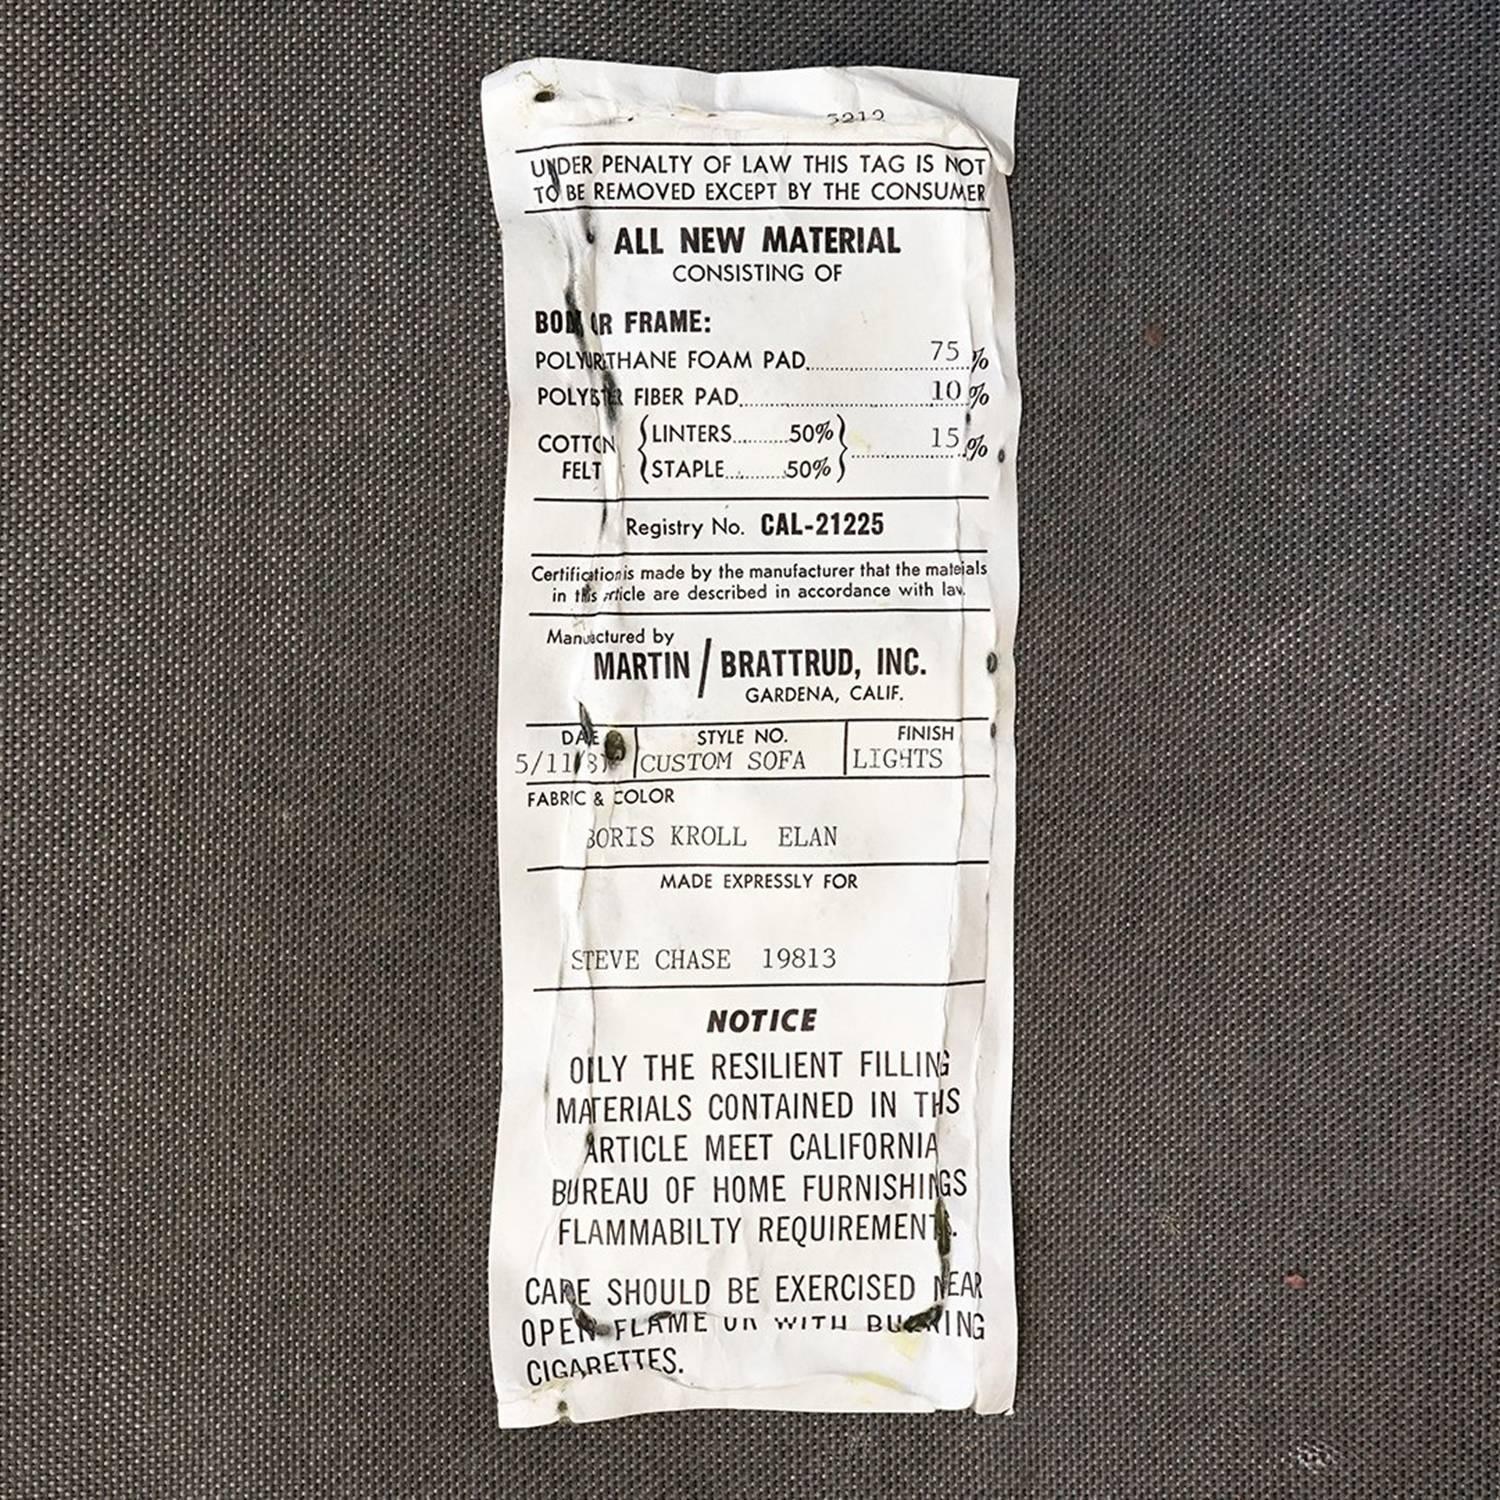 5212
UNDER PENALTY OF LAW THIS TAG IS NOT
TO BE REMOVED EXCEPT BY THE CONSUMER
ALL NEW MATERIAL
CONSISTING OF
FRAME:
POLYURETHANE FOAM PAD 75 %
POLYESTER FIBER PAD 10 %
COTTON FELT { LINTERS 50% STAPLE 50% } 15 %
Registry No. CAL-21225
Certification is made by the manufacturer that the materials
in this article are described in accordance with law.
Manufactured by
MARTIN / BRATTRUD, INC.
GARDENA, CALIF.
DATE STYLE NO. FINISH
CUSTOM SOFA LIGHTS
FABRIC & COLOR
BORIS KROLL ELAN
MADE EXPRESSLY FOR
STEVE CHASE 19813
NOTICE
ONLY THE RESILIENT FILLING
MATERIALS CONTAINED IN THIS
ARTICLE MEET CALIFORNIA
BUREAU OF HOME FURNISHINGS
FLAMMABILTY REQUIREMENTS.
CARE SHOULD BE EXERCISED NEAR
OPEN FLAME OR WITH BURNING
CIGARETTES.